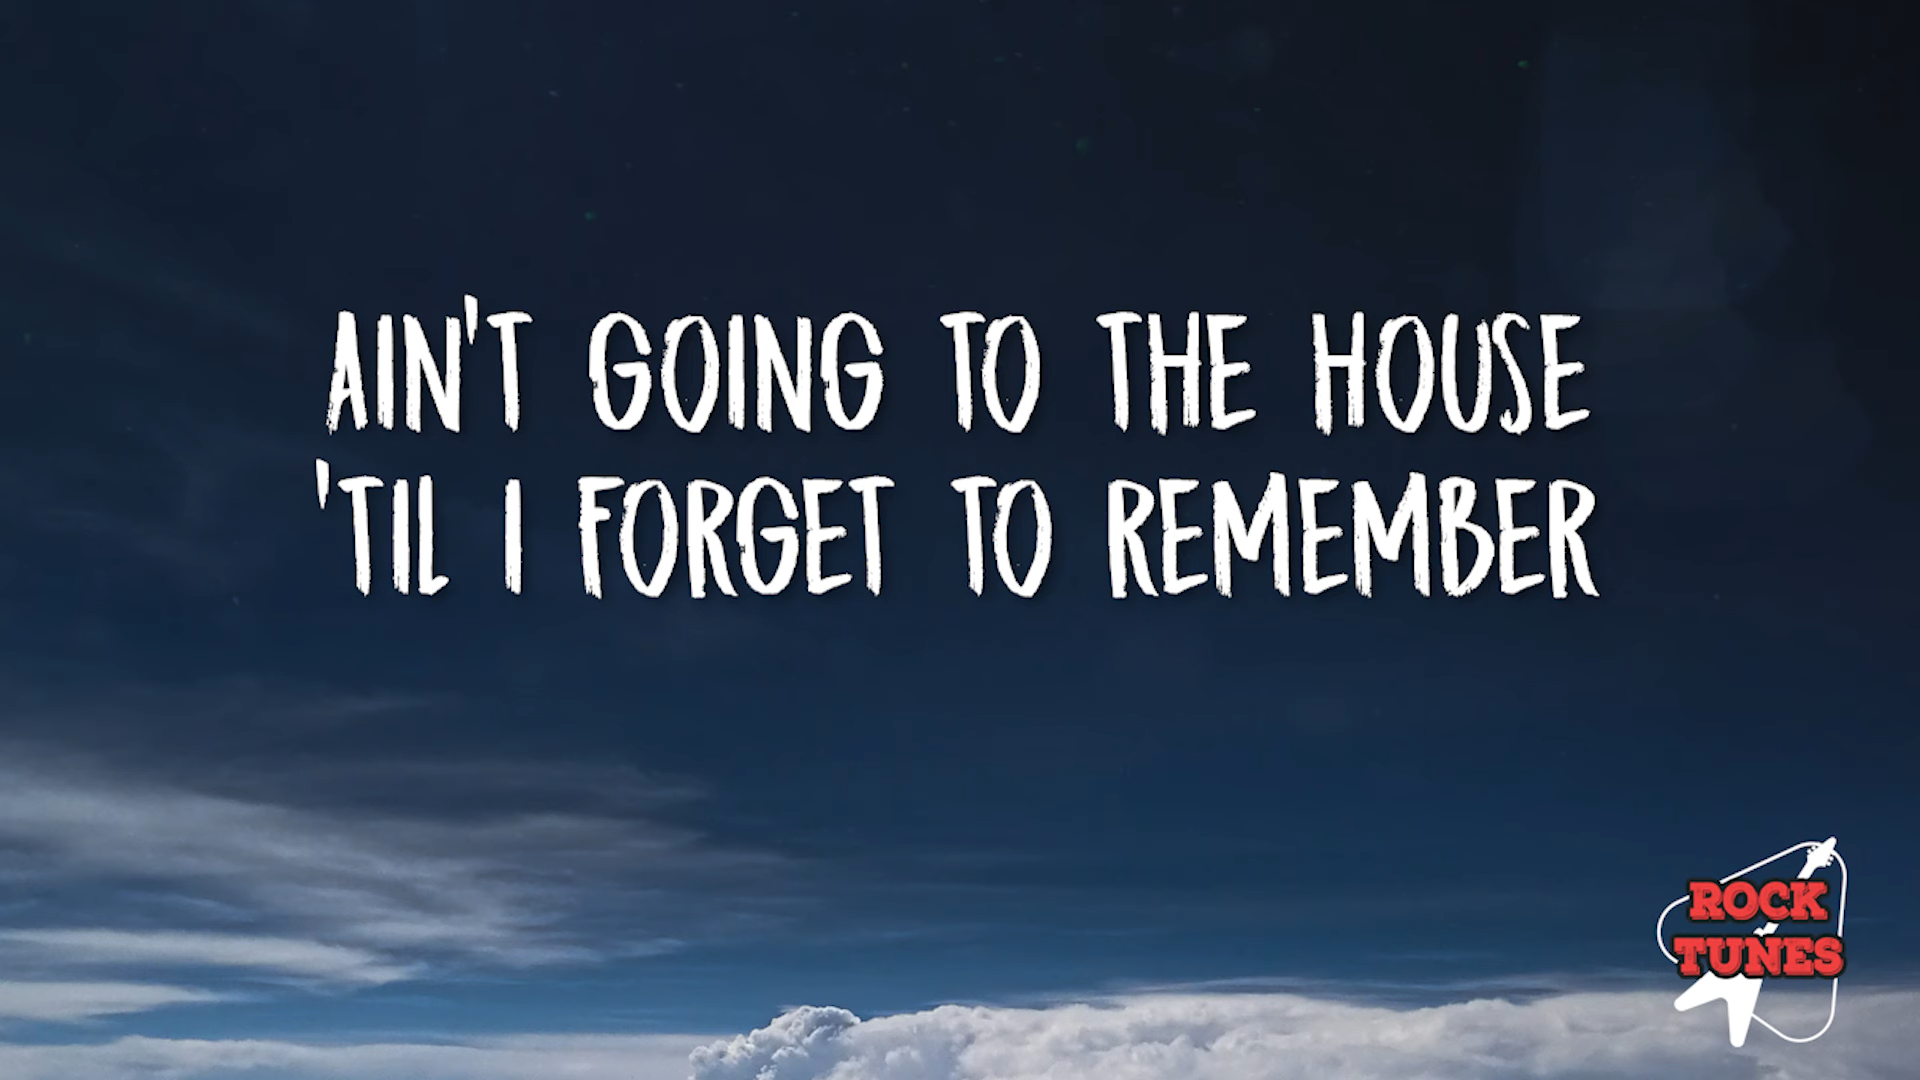 AIN'T GOING TO THE HOUSE
'TIL I FORGET TO REMEMBER
ROCK
TUNES